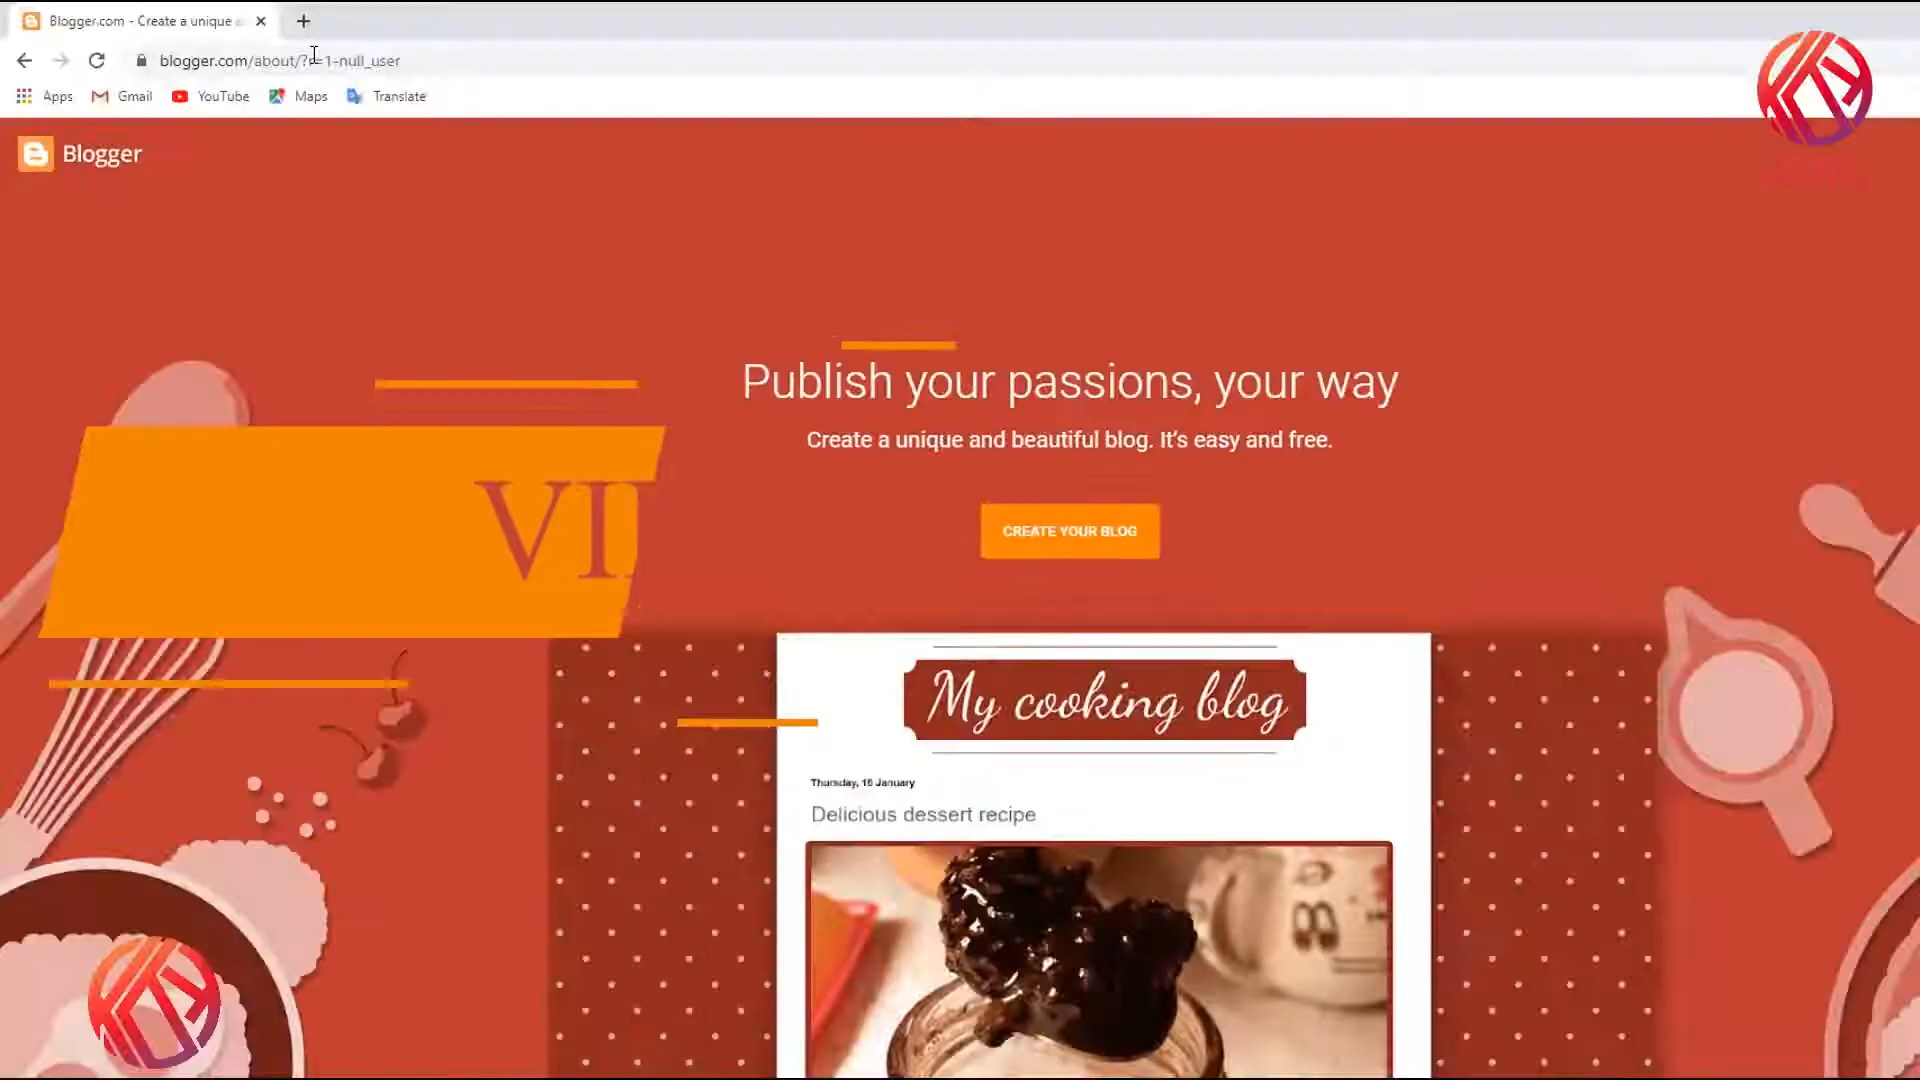 Blogger.com - Create a unique
blogger.com/about/?r=1-null_user
Apps
Gmail
YouTube
Maps
Translate
Blogger
Publish your passions, your way
Create a unique and beautiful blog. It's easy and free.
CREATE YOUR BLOG
VI
My cooking blog
Thursday, 16 January
Delicious dessert recipe